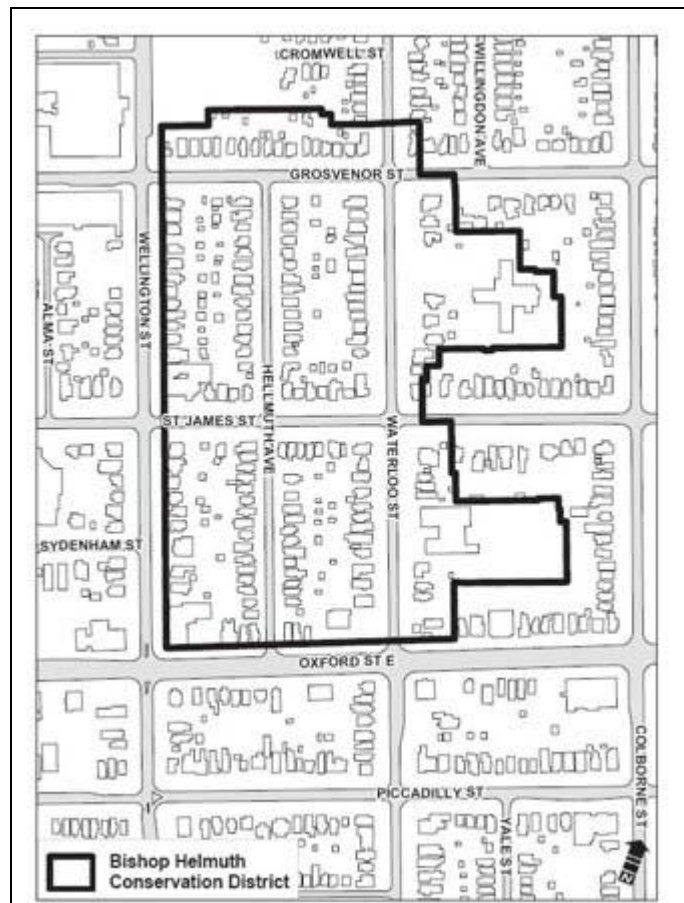 CROMWELL ST
WILLINGDON AVE
GROSVENOR ST
WELLINGTON ST
ALMA ST
HELLMUTH AVE
ST JAMES ST
WATERLOO ST
SYDENHAM ST
OXFORD ST E
COLBORNE ST
PICCADILLY ST
YALE ST
N
Bishop Helmuth
Conservation District